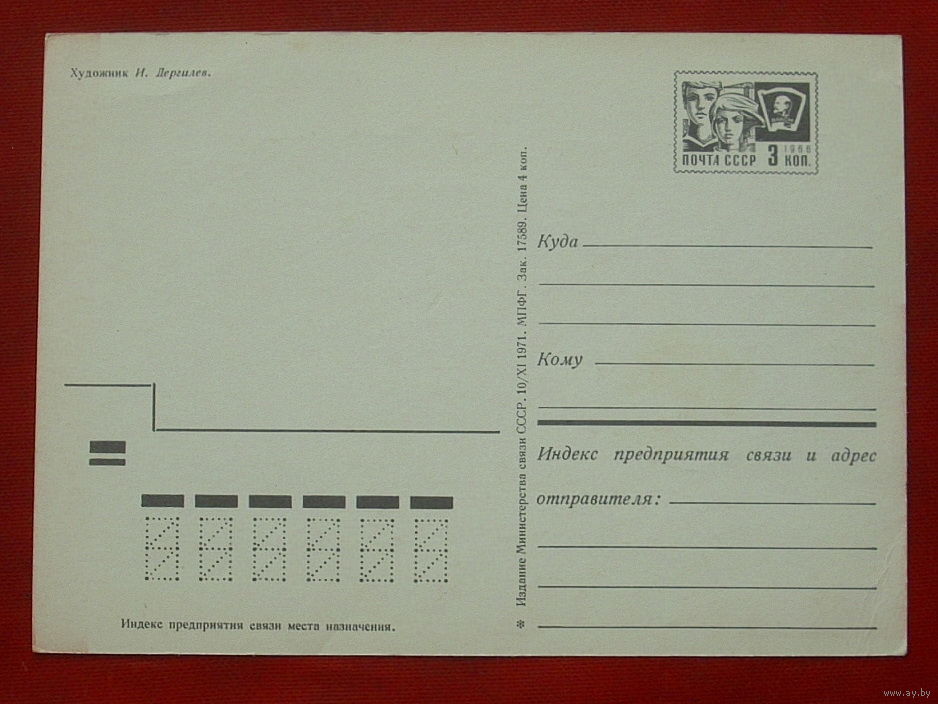 Художник И. Дергилев.
ПОЧТА СССР 3 1966 КОП.
Издание Министерства связи СССР. 10/XI 1971. МПФГ. Зак. 17589. Цена 4 коп.
Куда
Кому
Индекс предприятия связи и адрес
отправителя:
Индекс предприятия связи места назначения.
www.ay.by